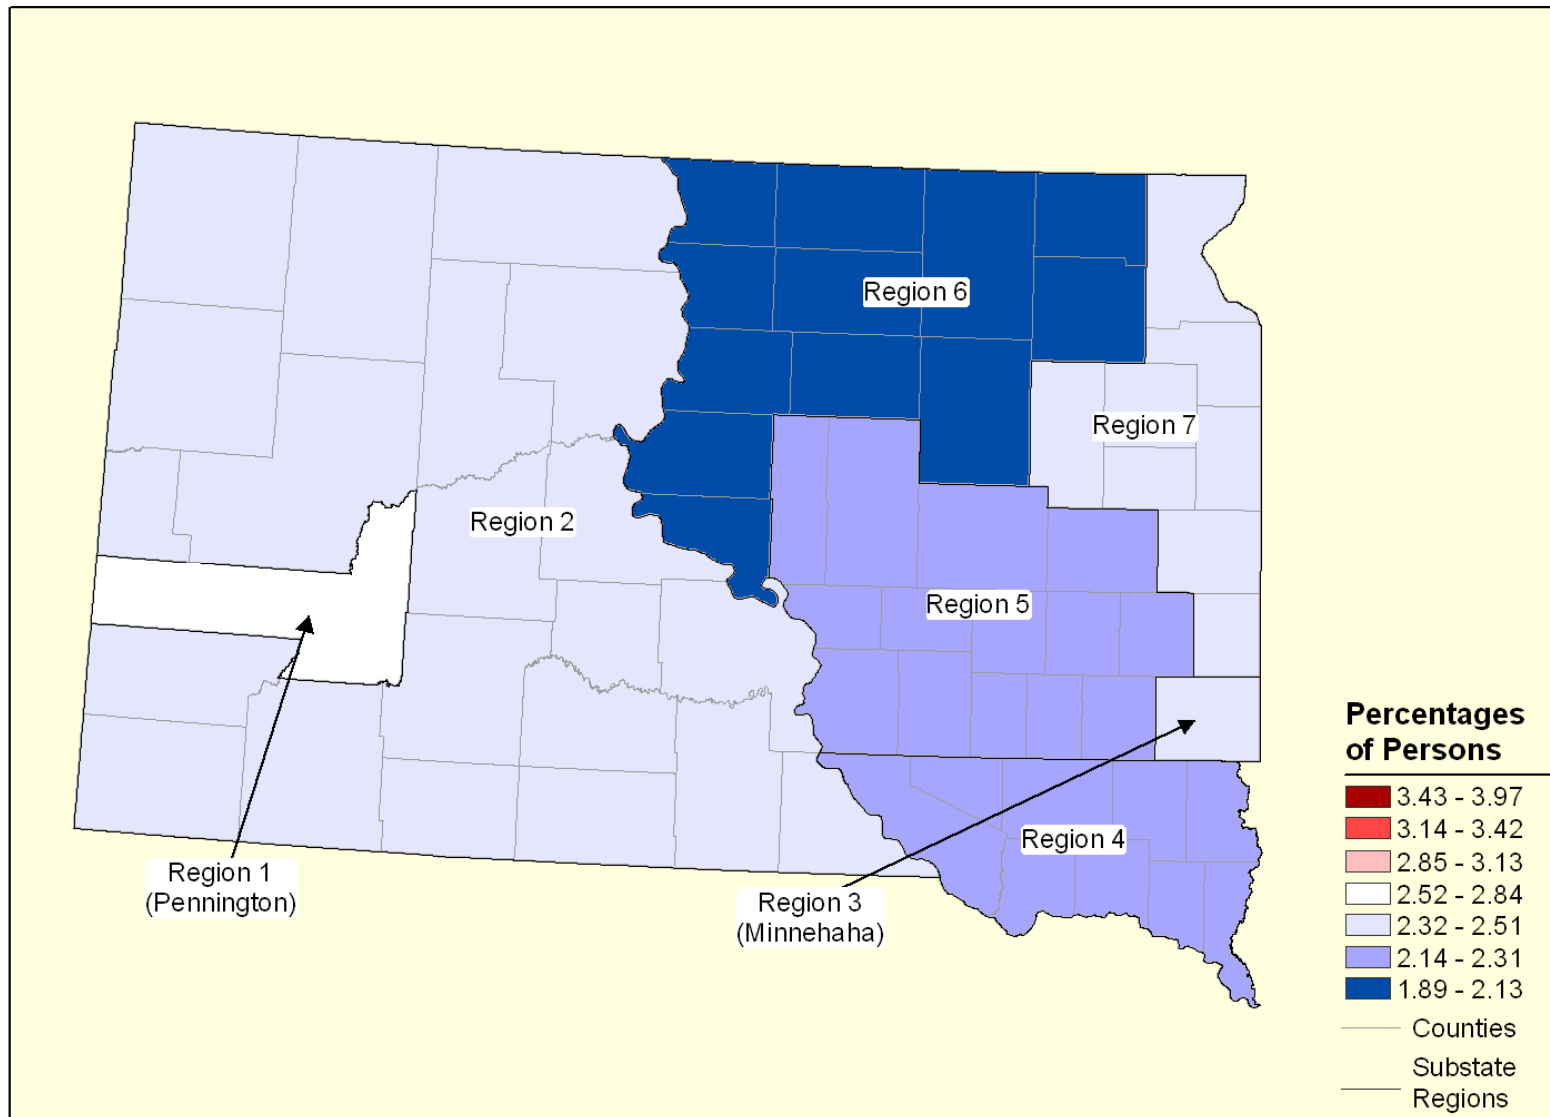 Region 6
Region 7
Region 2
Region 5
Region 4
Region 1
(Pennington)
Region 3
(Minnehaha)
Percentages
of Persons
3.43 - 3.97
3.14 - 3.42
2.85 - 3.13
2.52 - 2.84
2.32 - 2.51
2.14 - 2.31
1.89 - 2.13
Counties
Substate
Regions